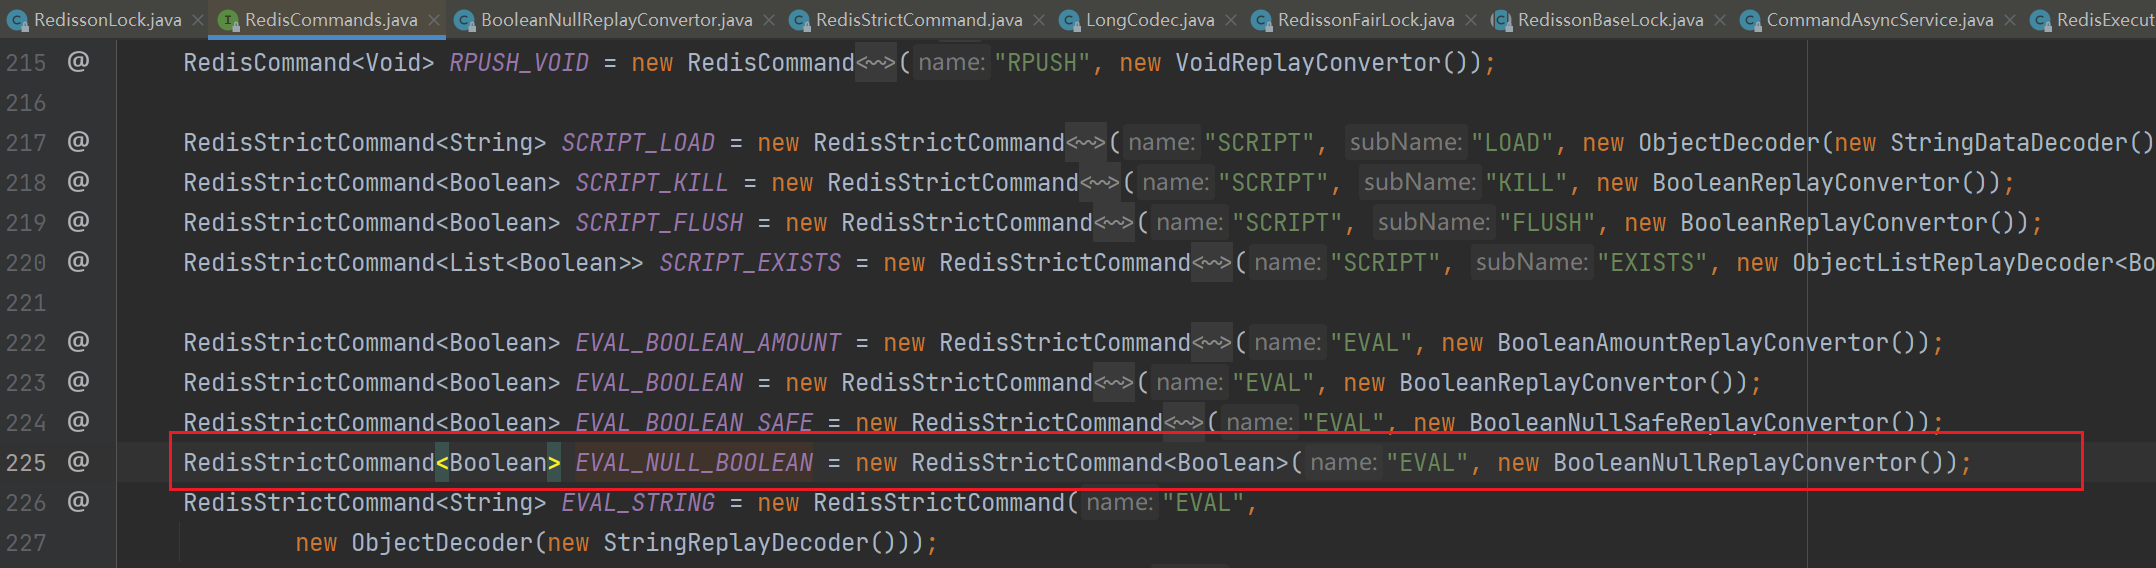 RedissonLock.java RedisCommands.java BooleanNullReplayConvertor.java RedisStrictCommand.java LongCodec.java RedissonFairLock.java RedissonBaseLock.java CommandAsyncService.java RedisExecut
215 @ RedisCommand<Void> RPUSH_VOID = new RedisCommand<~>( name: "RPUSH", new VoidReplayConvertor());
216
217 @ RedisStrictCommand<String> SCRIPT_LOAD = new RedisStrictCommand<~>( name: "SCRIPT", subName: "LOAD", new ObjectDecoder(new StringDataDecoder()
218 @ RedisStrictCommand<Boolean> SCRIPT_KILL = new RedisStrictCommand<~>( name: "SCRIPT", subName: "KILL", new BooleanReplayConvertor());
219 @ RedisStrictCommand<Boolean> SCRIPT_FLUSH = new RedisStrictCommand<~>( name: "SCRIPT", subName: "FLUSH", new BooleanReplayConvertor());
220 @ RedisStrictCommand<List<Boolean>> SCRIPT_EXISTS = new RedisStrictCommand<~>( name: "SCRIPT", subName: "EXISTS", new ObjectListReplayDecoder<Bo
221
222 @ RedisStrictCommand<Boolean> EVAL_BOOLEAN_AMOUNT = new RedisStrictCommand<~>( name: "EVAL", new BooleanAmountReplayConvertor());
223 @ RedisStrictCommand<Boolean> EVAL_BOOLEAN = new RedisStrictCommand<~>( name: "EVAL", new BooleanReplayConvertor());
224 @ RedisStrictCommand<Boolean> EVAL_BOOLEAN_SAFE = new RedisStrictCommand<~>( name: "EVAL", new BooleanNullSafeReplayConvertor());
225 @ RedisStrictCommand<Boolean> EVAL_NULL_BOOLEAN = new RedisStrictCommand<Boolean>( name: "EVAL", new BooleanNullReplayConvertor());
226 @ RedisStrictCommand<String> EVAL_STRING = new RedisStrictCommand( name: "EVAL",
227 new ObjectDecoder(new StringReplayDecoder()));